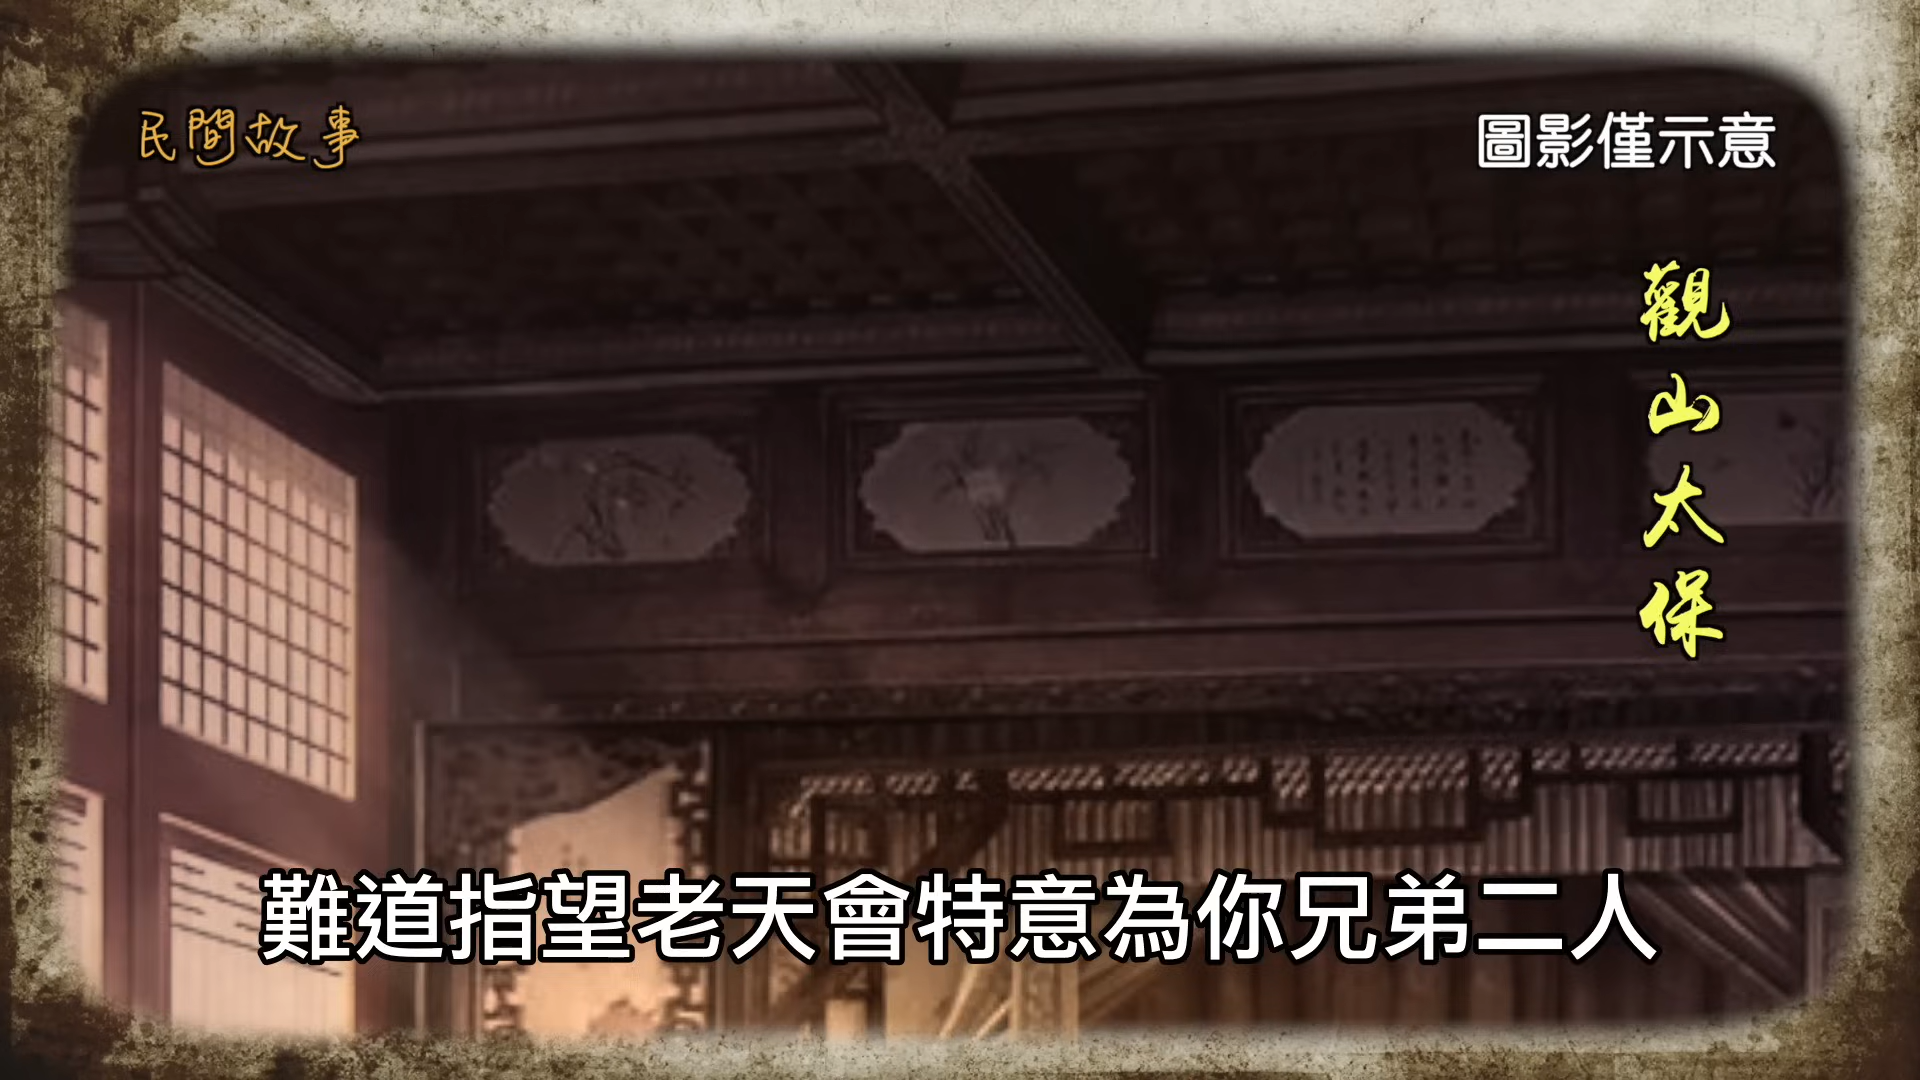 民間故事
圖影僅示意
觀山太保
難道指望老天會特意為你兄弟二人